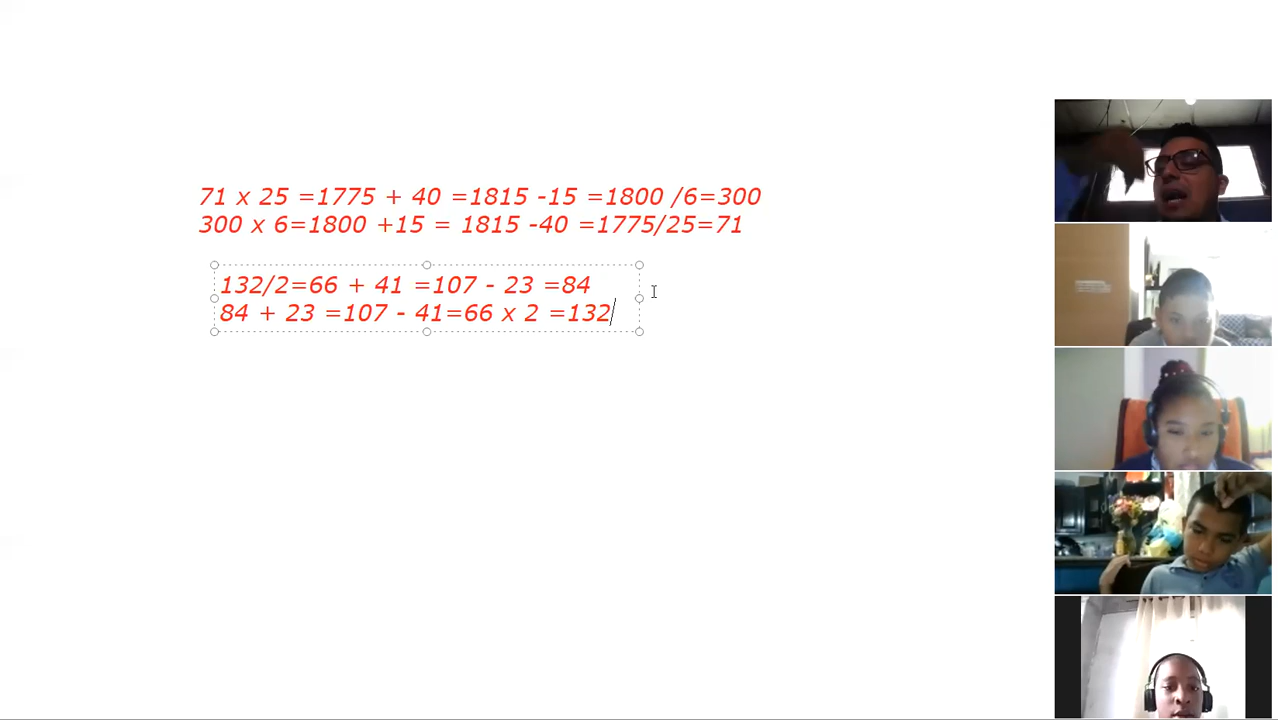 71 x 25 =1775 + 40 =1815 -15 =1800 /6=300
300 x 6=1800 +15 = 1815 -40 =1775/25=71
132/2=66 + 41 =107 - 23 =84
84 + 23 =107 - 41=66 x 2 =132